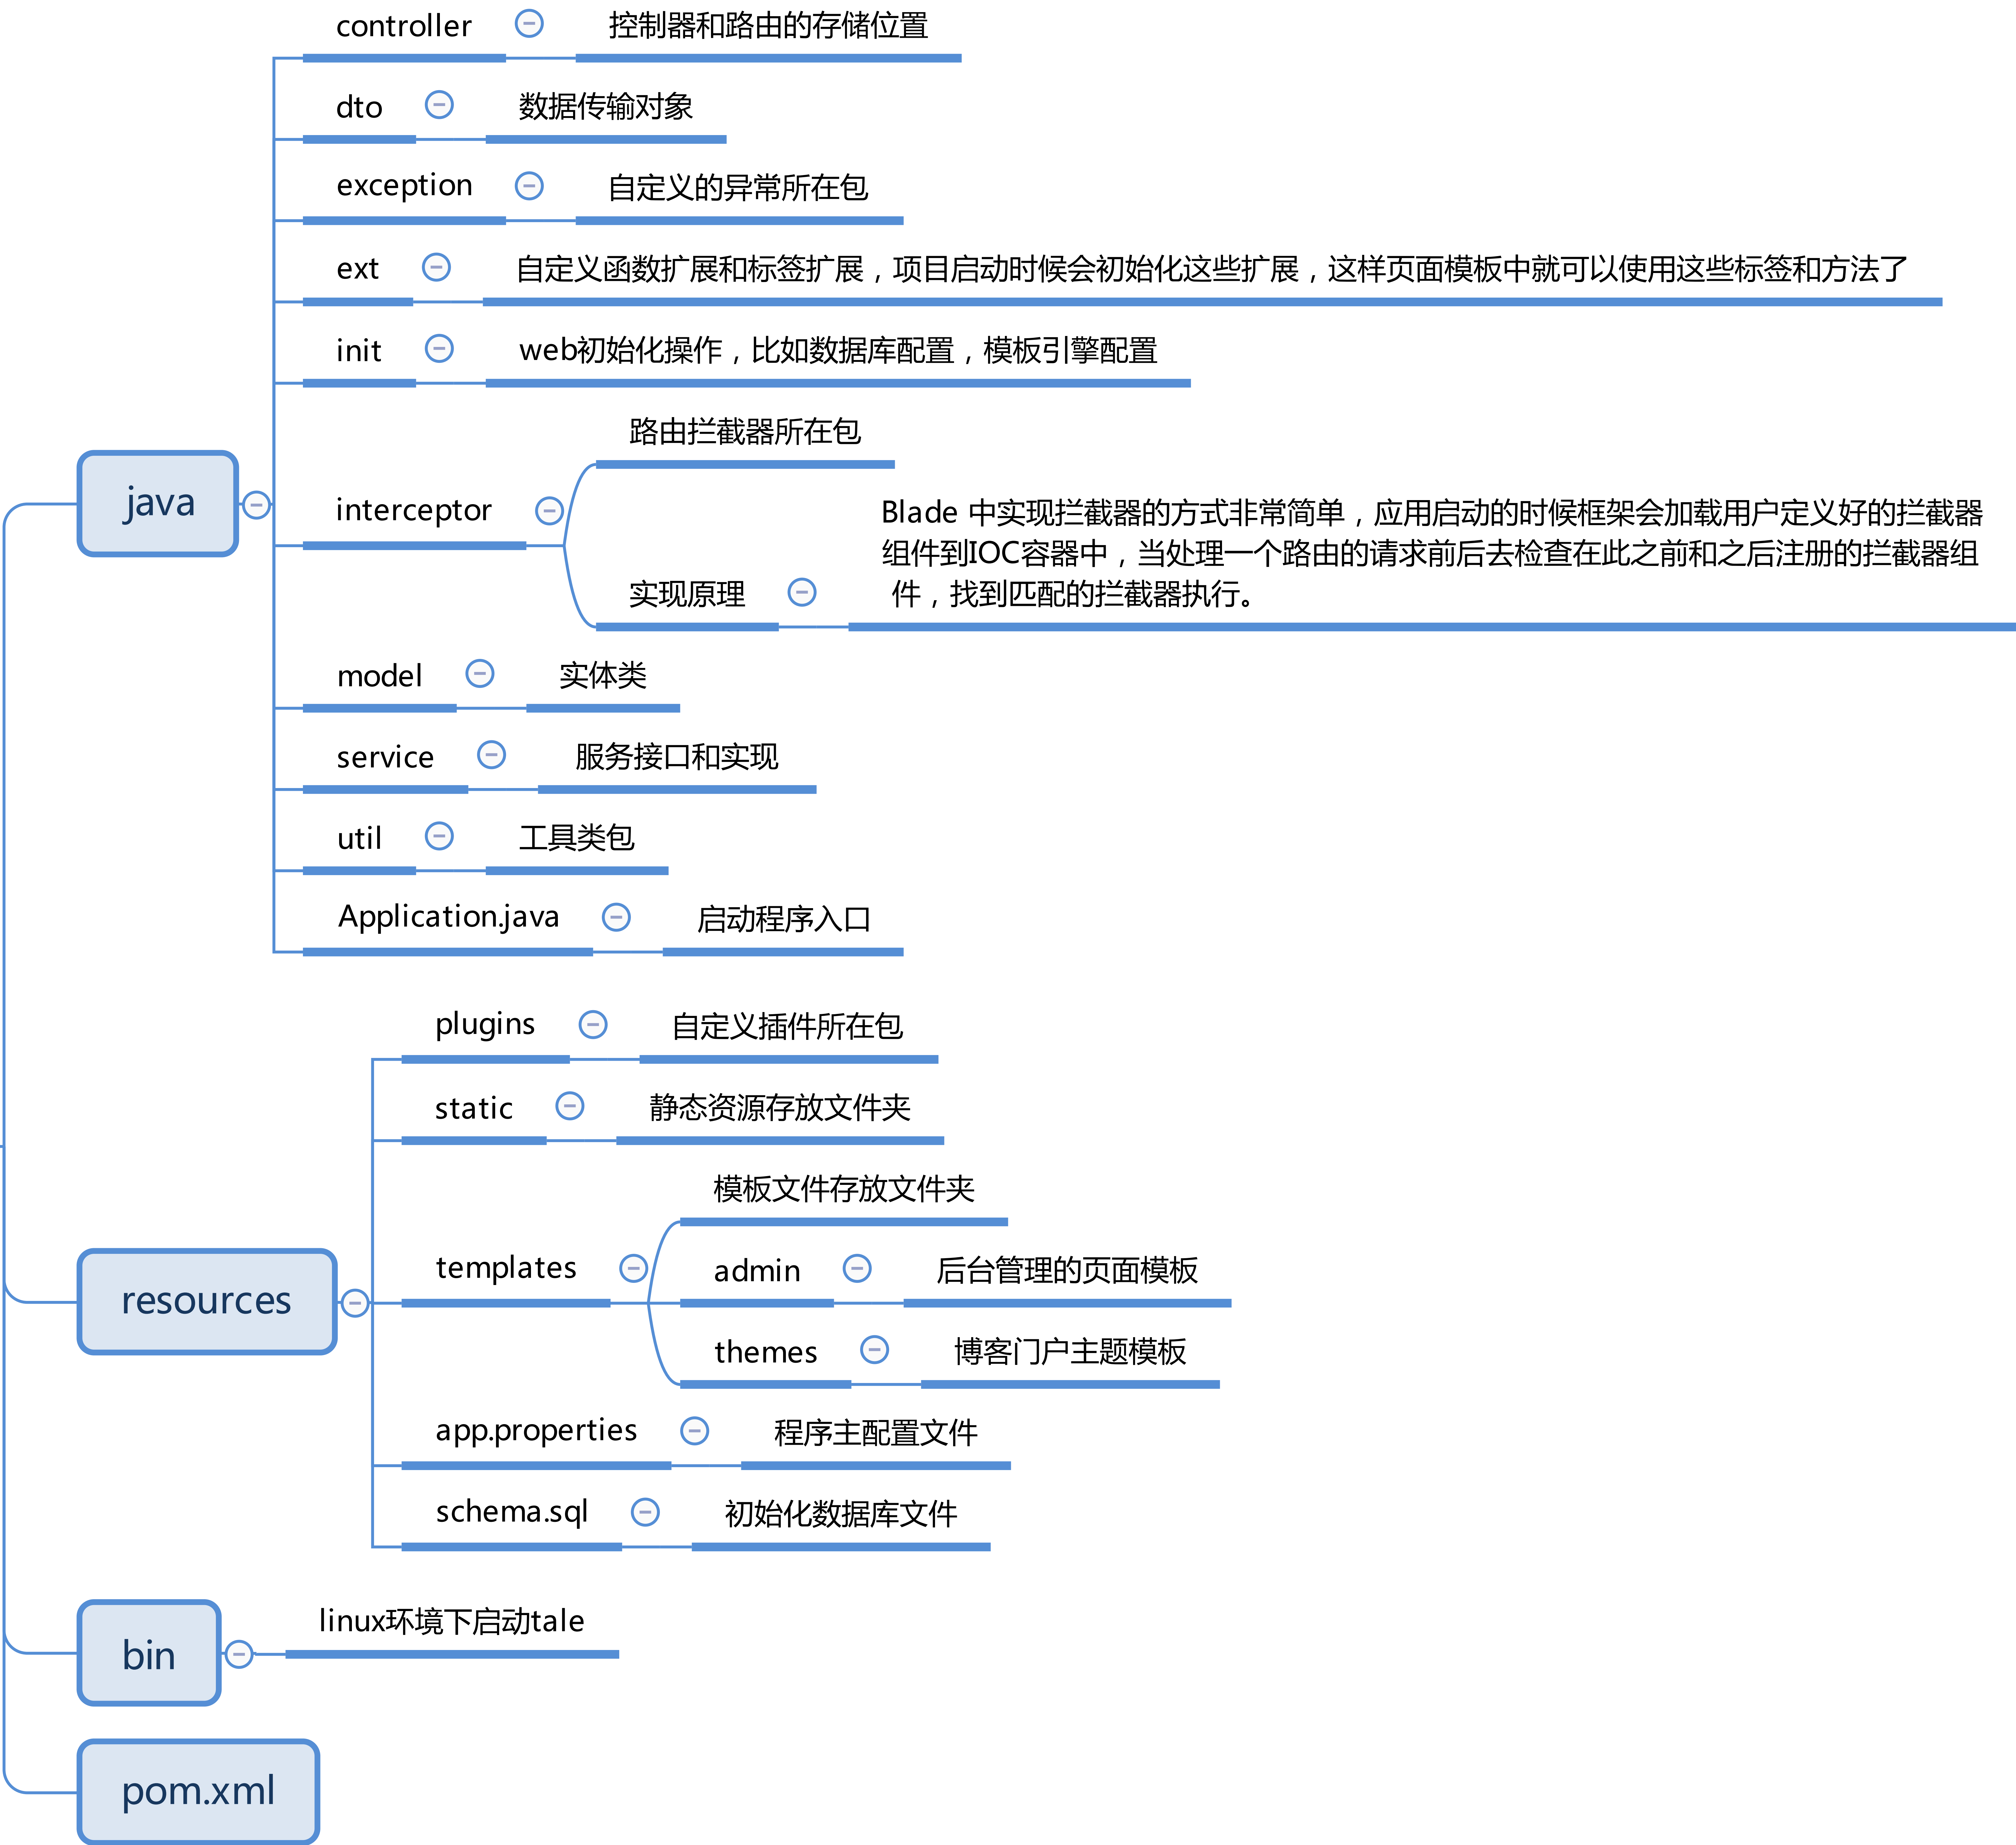 controller
控制器和路由的存储位置
dto
数据传输对象
exception
自定义的异常所在包
ext
自定义函数扩展和标签扩展，项目启动时候会初始化这些扩展，这样页面模板中就可以使用这些标签和方法了
init
web初始化操作，比如数据库配置，模板引擎配置
java
interceptor
路由拦截器所在包
实现原理
Blade 中实现拦截器的方式非常简单，应用启动的时候框架会加载用户定义好的拦截器
组件到IOC容器中，当处理一个路由的请求前后去检查在此之前和之后注册的拦截器组
件，找到匹配的拦截器执行。
model
实体类
service
服务接口和实现
util
工具类包
Application.java
启动程序入口
resources
plugins
自定义插件所在包
static
静态资源存放文件夹
templates
模板文件存放文件夹
admin
后台管理的页面模板
themes
博客门户主题模板
app.properties
程序主配置文件
schema.sql
初始化数据库文件
bin
linux环境下启动tale
pom.xml